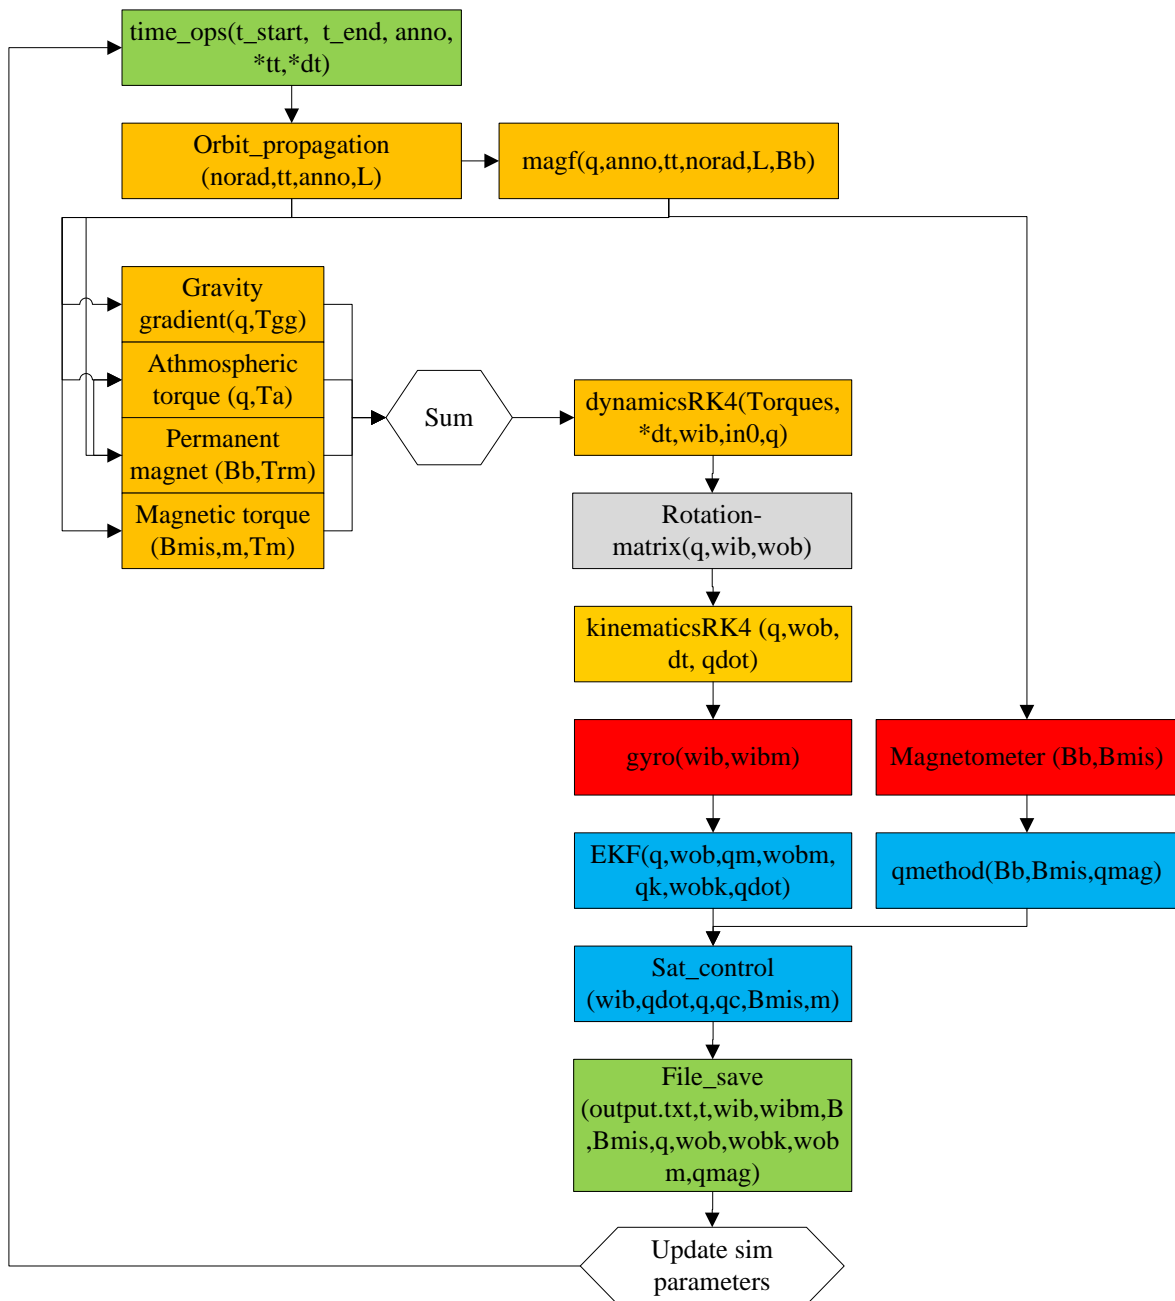 time_ops(t_start,  t_end, anno,
*tt,*dt)
Orbit_propagation
(norad,tt,anno,L)
magf(q,anno,tt,norad,L,Bb)
Gravity
gradient(q,Tgg)
Athmospheric
torque (q,Ta)
Permanent
magnet (Bb,Trm)
Magnetic torque
(Bmis,m,Tm)
Sum
dynamicsRK4(Torques,
*dt,wib,in0,q)
Rotation-
matrix(q,wib,wob)
kinematicsRK4 (q,wob,
dt, qdot)
gyro(wib,wibm)
Magnetometer (Bb,Bmis)
EKF(q,wob,qm,wobm,
qk,wobk,qdot)
qmethod(Bb,Bmis,qmag)
Sat_control
(wib,qdot,q,qc,Bmis,m)
File_save
(output.txt,t,wib,wibm,B
,Bmis,q,wob,wobk,wob
m,qmag)
Update sim
parameters